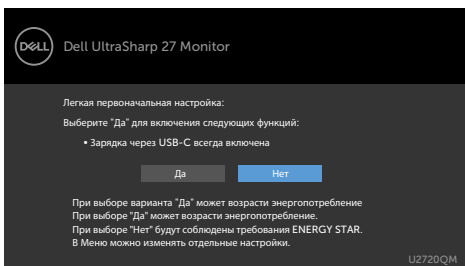 DELL Dell UltraSharp 27 Monitor
Легкая первоначальная настройка:
Выберите "Да" для включения следующих функций:
• Зарядка через USB-C всегда включена
Да Нет
При выборе варианта "Да" может возрасти энергопотребление
При выборе "Да" может возрасти энергопотребление.
При выборе "Нет" будут соблюдены требования ENERGY STAR.
В Меню можно изменять отдельные настройки.
U2720QM